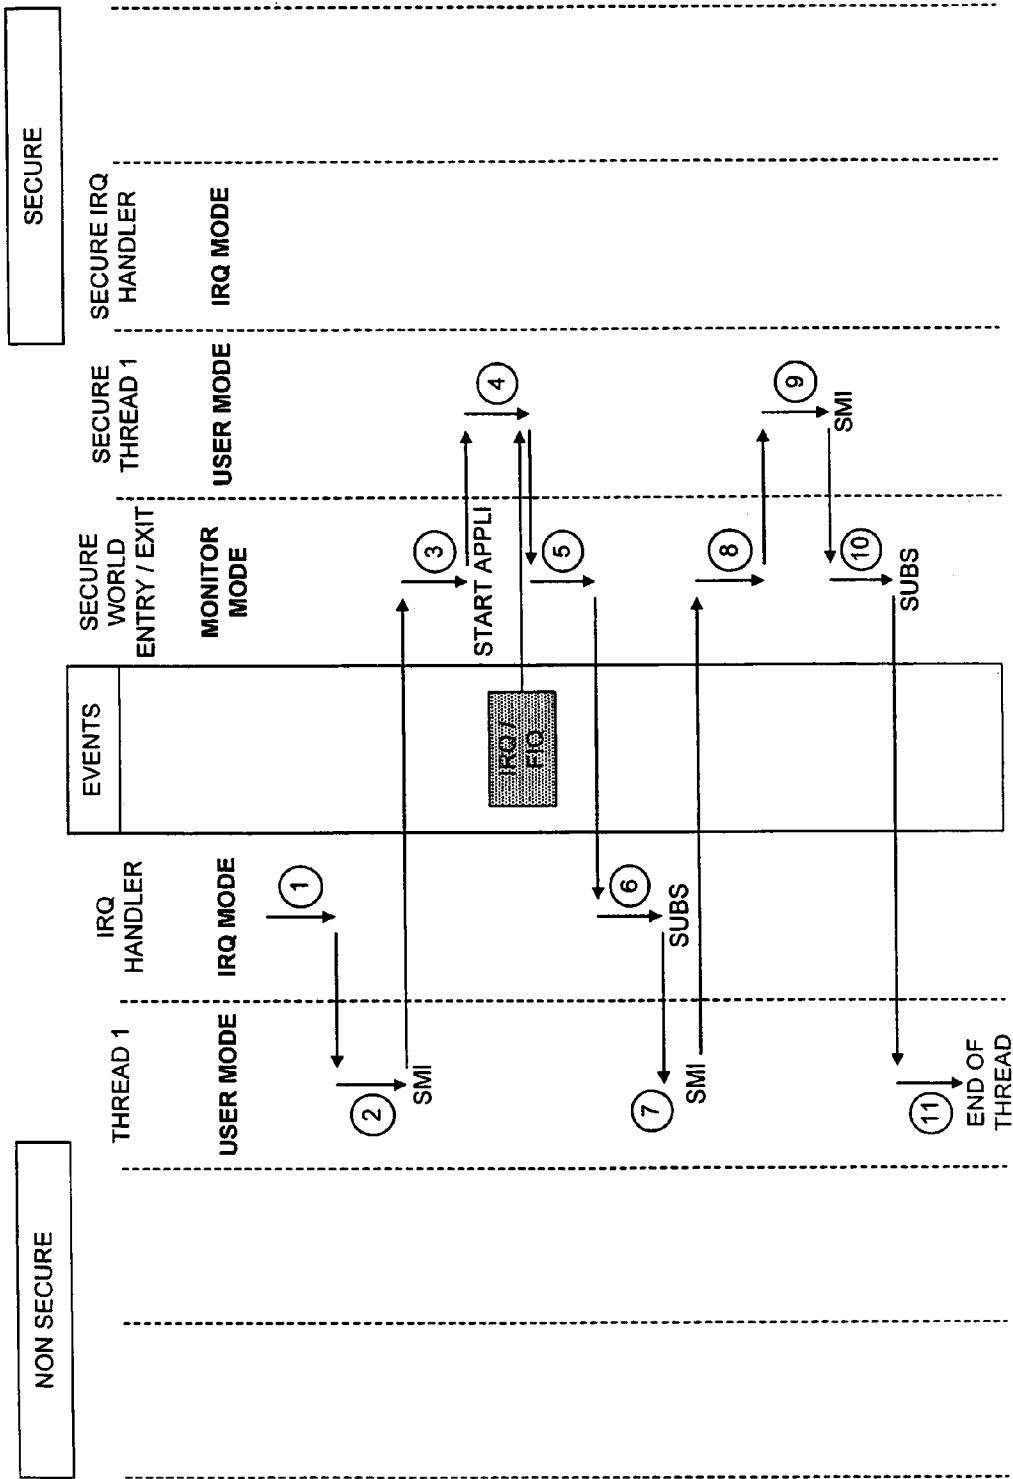 NON SECURE
SECURE
THREAD 1
USER MODE
IRQ
HANDLER
IRQ MODE
EVENTS
SECURE
WORLD
ENTRY / EXIT
MONITOR
MODE
SECURE
THREAD 1
USER MODE
SECURE IRQ
HANDLER
IRQ MODE
1
2
SMI
3
START APPLI
4
IRQ /
FIQ
5
6
SUBS
7
SMI
8
9
SMI
10
SUBS
11
END OF
THREAD